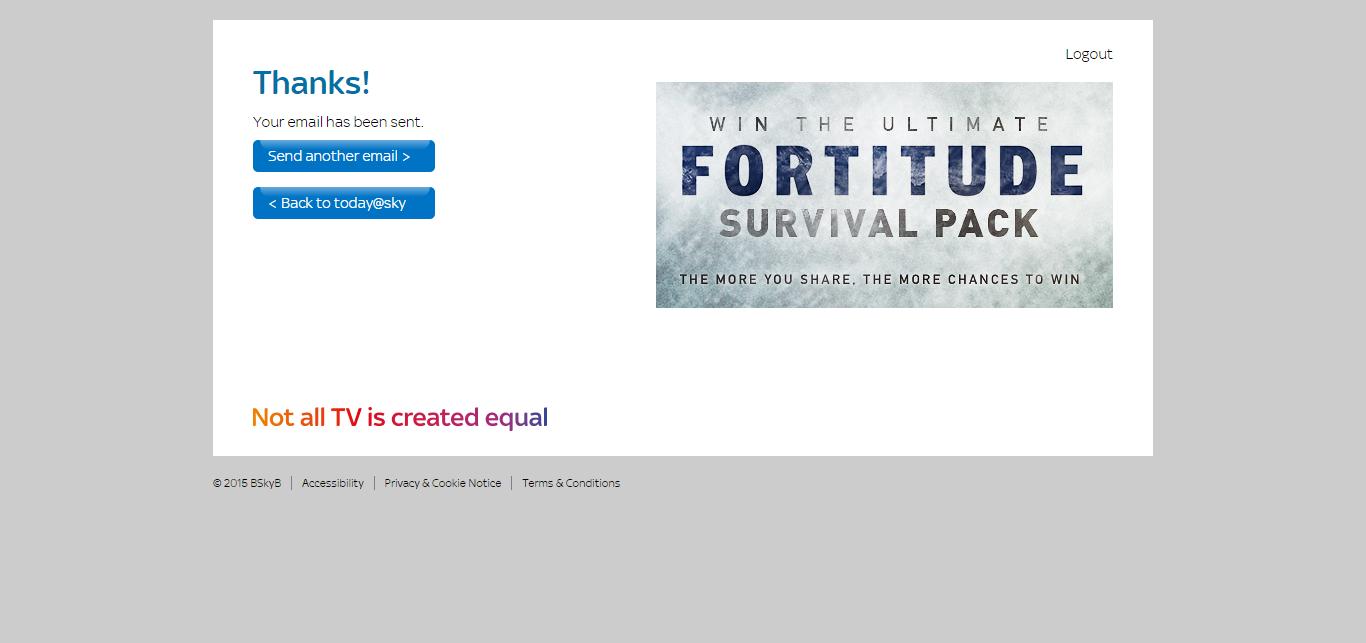 Logout
Thanks!
Your email has been sent.
Send another email >
< Back to today@sky
WIN THE ULTIMATE
FORTITUDE
SURVIVAL PACK
THE MORE YOU SHARE, THE MORE CHANCES TO WIN
Not all TV is created equal
© 2015 BSkyB
Accessibility
Privacy & Cookie Notice
Terms & Conditions